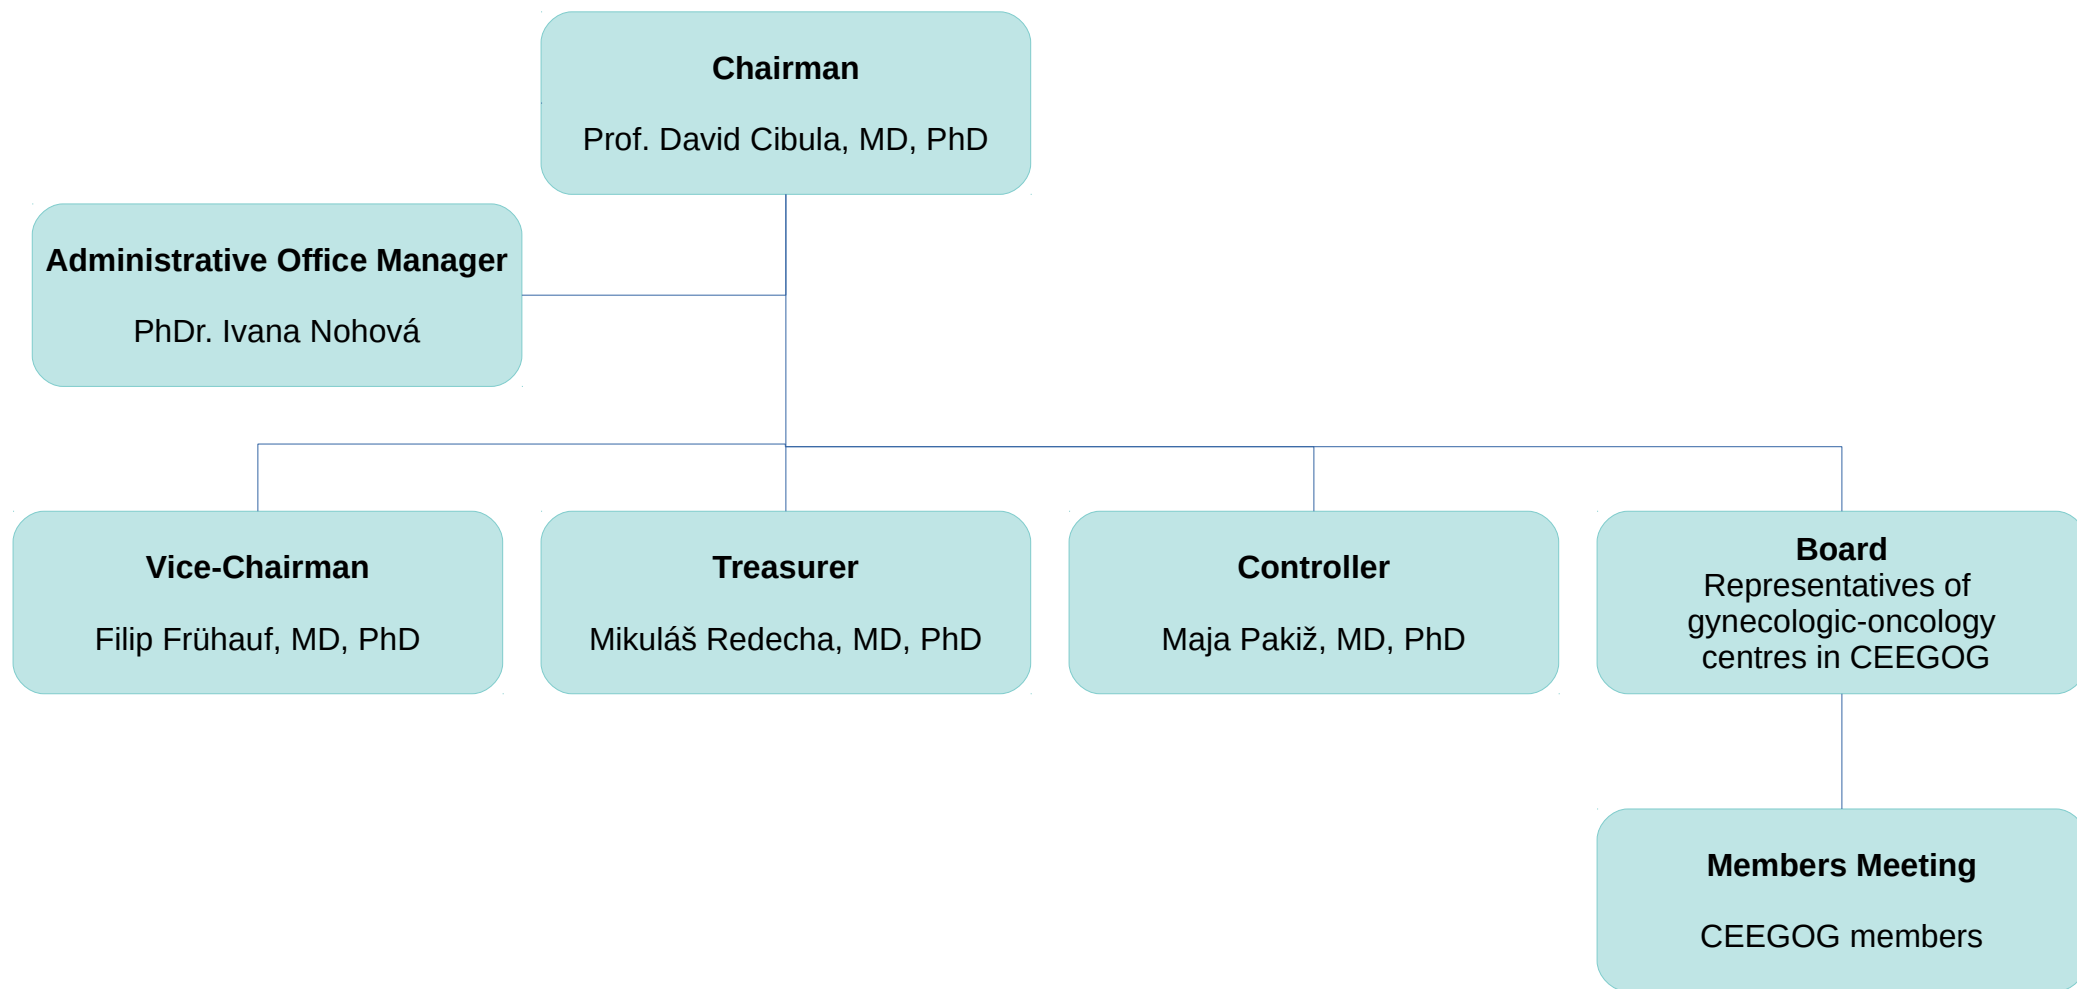 Chairman
Prof. David Cibula, MD, PhD
Administrative Office Manager
PhDr. Ivana Nohová
Vice-Chairman
Filip Frühauf, MD, PhD
Treasurer
Mikuláš Redecha, MD, PhD
Controller
Maja Pakiž, MD, PhD
Board
Representatives of
gynecologic-oncology
centres in CEEGOG
Members Meeting
CEEGOG members